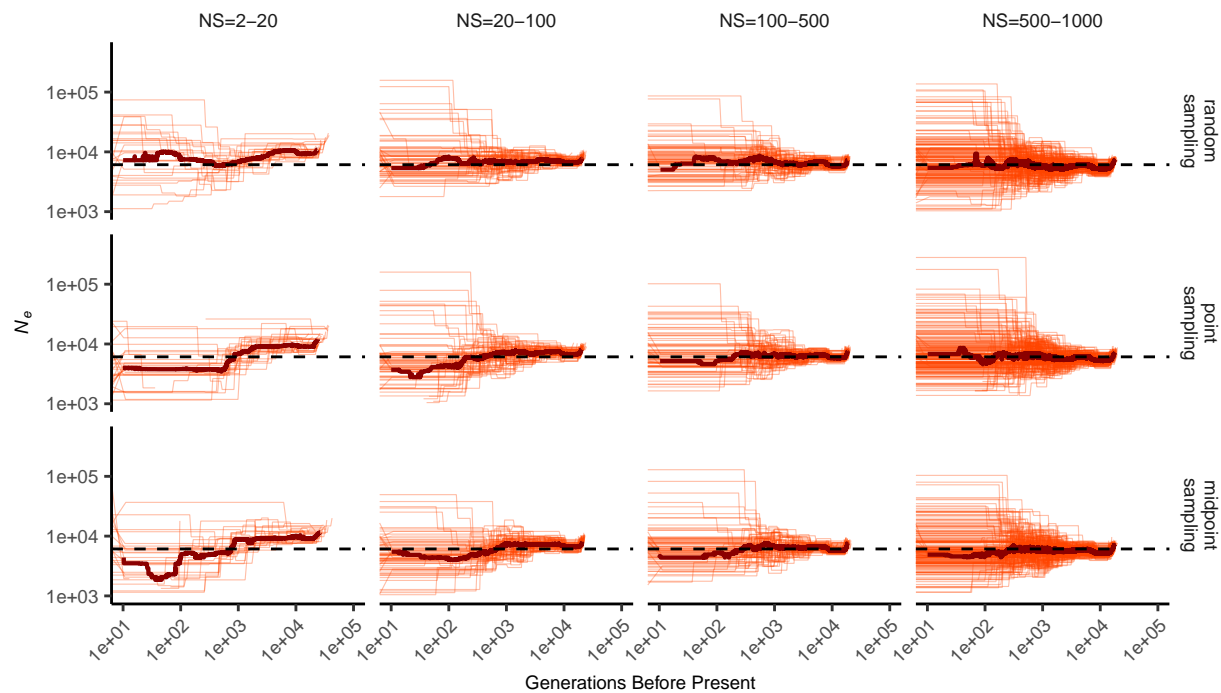 NS=2−20 NS=20−100 NS=100−500 NS=500−1000
1e+05
1e+04
1e+03
random
sampling
1e+05
1e+04
1e+03
point
sampling
1e+05
1e+04
1e+03
midpoint
sampling
Ne
1e+01 1e+02 1e+03 1e+04 1e+05 1e+01 1e+02 1e+03 1e+04 1e+05 1e+01 1e+02 1e+03 1e+04 1e+05 1e+01 1e+02 1e+03 1e+04 1e+05
Generations Before Present